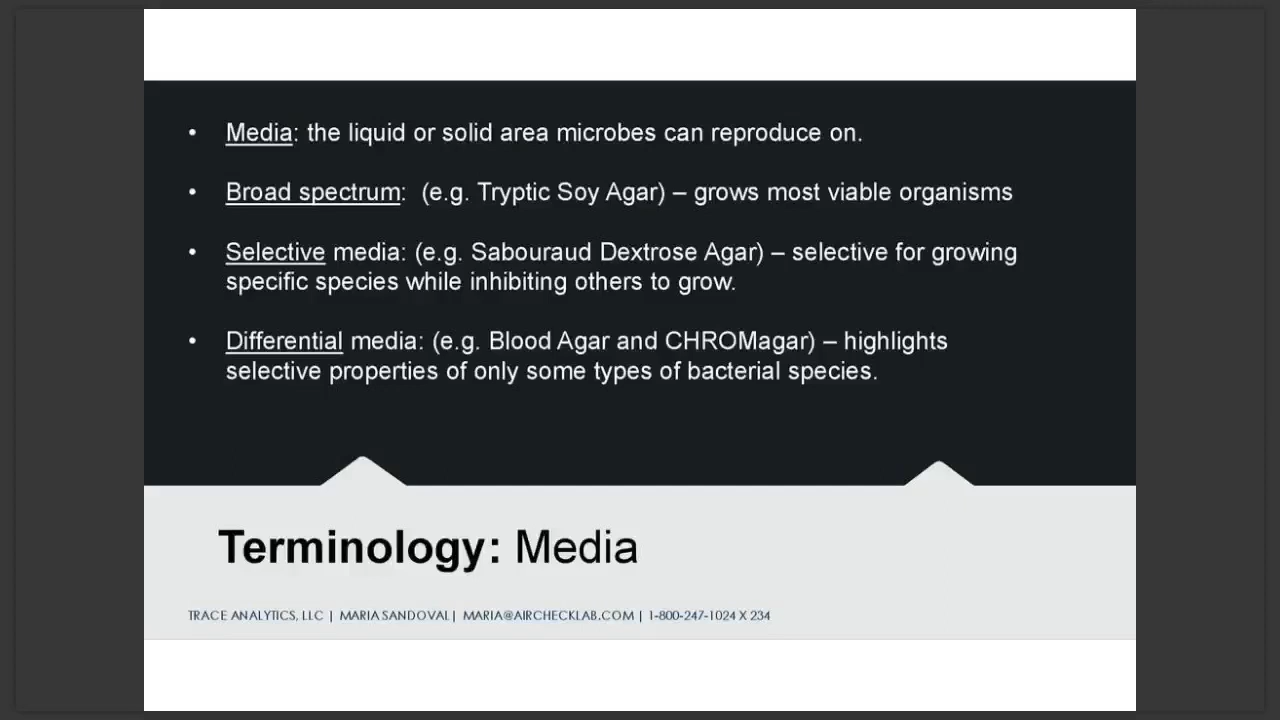 • Media: the liquid or solid area microbes can reproduce on.
• Broad spectrum:  (e.g. Tryptic Soy Agar) – grows most viable organisms
• Selective media: (e.g. Sabouraud Dextrose Agar) – selective for growing
specific species while inhibiting others to grow.
• Differential media: (e.g. Blood Agar and CHROMagar) – highlights
selective properties of only some types of bacterial species.
Terminology: Media
TRACE ANALYTICS, LLC | MARIA SANDOVAL| MARIA@AIRCHECKLAB.COM | 1-800-247-1024 X 234